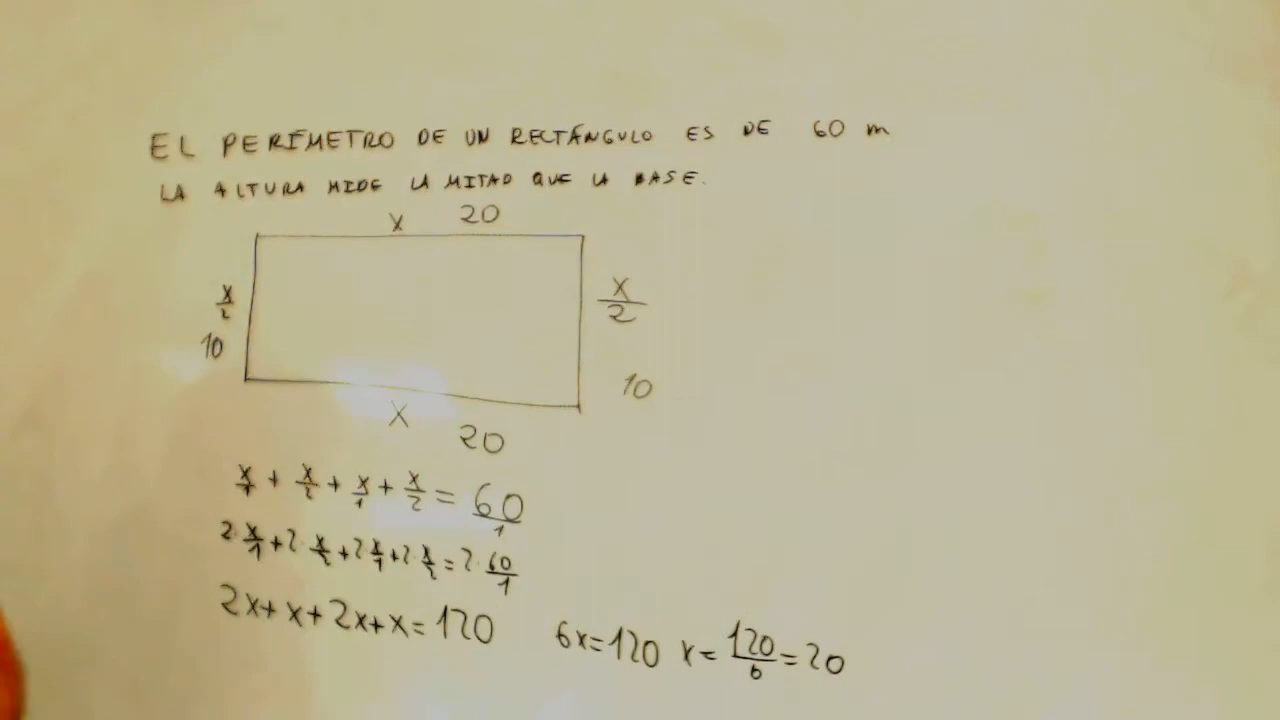 EL PERÍMETRO DE UN RECTÁNGULO ES DE 60 m
LA ALTURA MIDE LA MITAD QUE LA BASE.
x 20
x/2
x/2
10
10
x
20
x/1 + x/2 + x/1 + x/2 = 60/1
2·x/1+2·x/2+2·x/1+2·x/2=2·60/1
2x+x+2x+x=120 6x=120 x=120/6=20